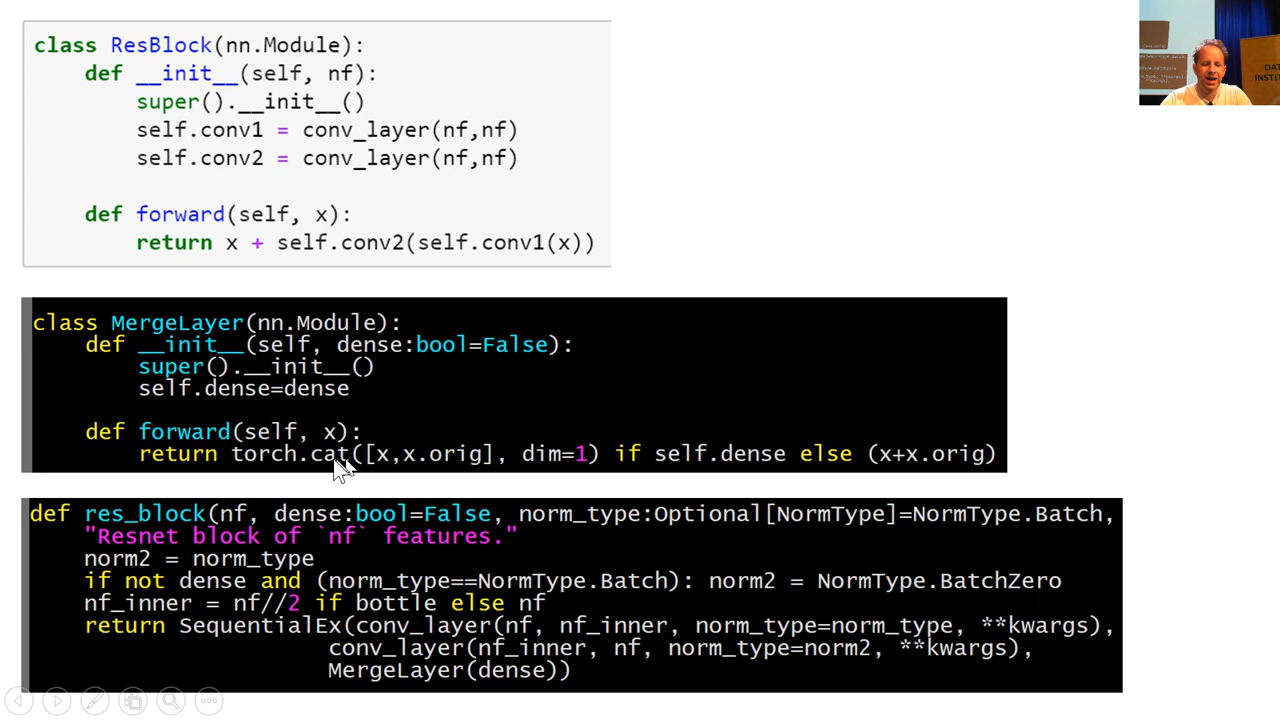 class ResBlock(nn.Module):
    def __init__(self, nf):
        super().__init__()
        self.conv1 = conv_layer(nf,nf)
        self.conv2 = conv_layer(nf,nf)
    def forward(self, x):
        return x + self.conv2(self.conv1(x))
class MergeLayer(nn.Module):
    def __init__(self, dense:bool=False):
        super().__init__()
        self.dense=dense
    def forward(self, x):
        return torch.cat([x,x.orig], dim=1) if self.dense else (x+x.orig)
def res_block(nf, dense:bool=False, norm_type:Optional[NormType]=NormType.Batch,
    "Resnet block of `nf` features."
    norm2 = norm_type
    if not dense and (norm_type==NormType.Batch): norm2 = NormType.BatchZero
    nf_inner = nf//2 if bottle else nf
    return SequentialEx(conv_layer(nf, nf_inner, norm_type=norm_type, **kwargs),
                      conv_layer(nf_inner, nf, norm_type=norm2, **kwargs),
                      MergeLayer(dense))